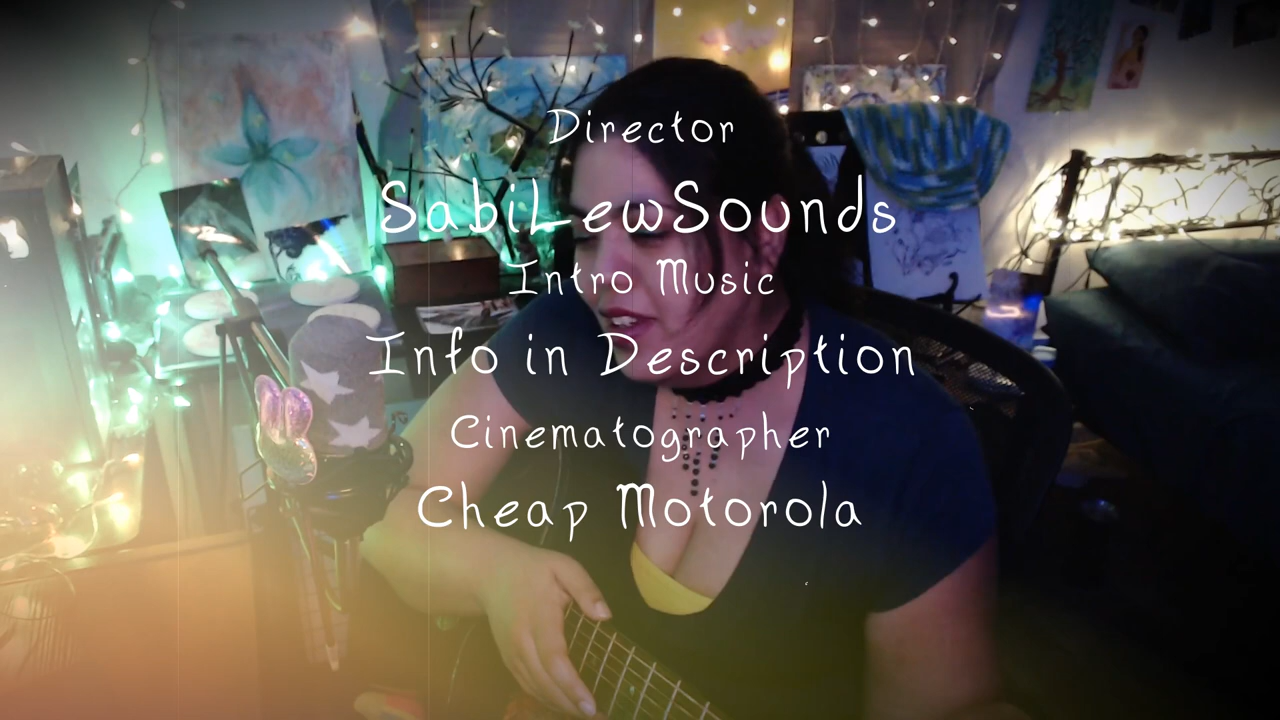 Director
SabiLewSounds
Intro Music
Info in Description
Cinematographer
Cheap Motorola